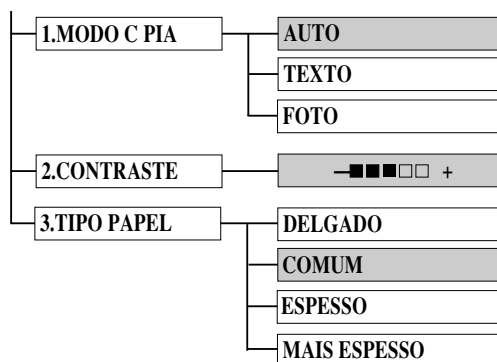 1.MODO C PIA
AUTO
TEXTO
FOTO
2.CONTRASTE
−■■■□□ +
3.TIPO PAPEL
DELGADO
COMUM
ESPESSO
MAIS ESPESSO